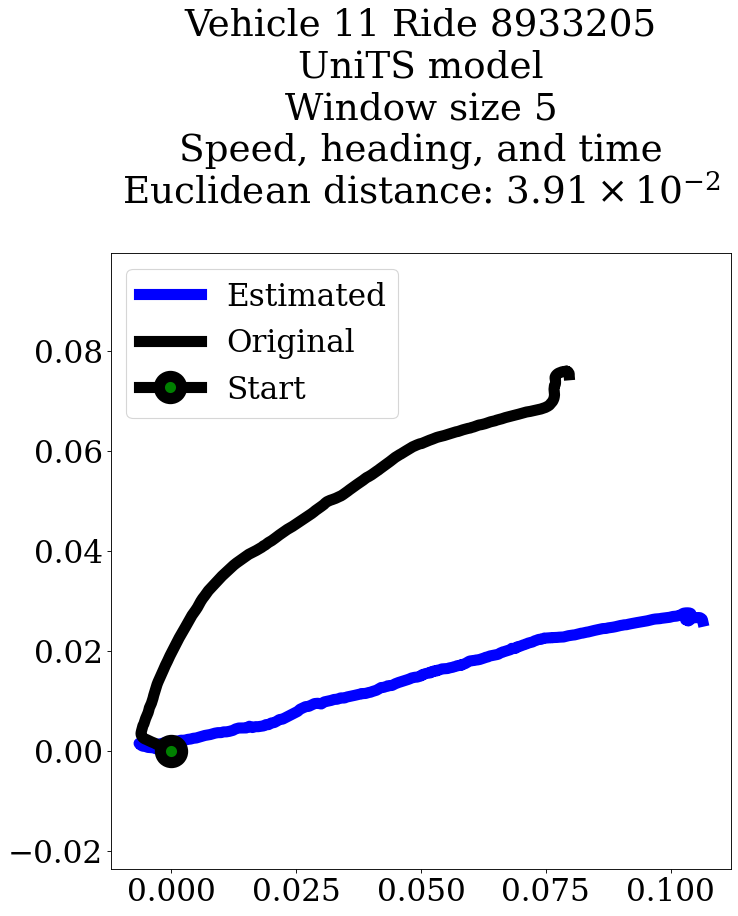 Vehicle 11 Ride 8933205
UniTS model
Window size 5
Speed, heading, and time
Euclidean distance: 3.91 × 10⁻²
Estimated
Original
Start
0.08
0.06
0.04
0.02
0.00
−0.02
0.000 0.025 0.050 0.075 0.100